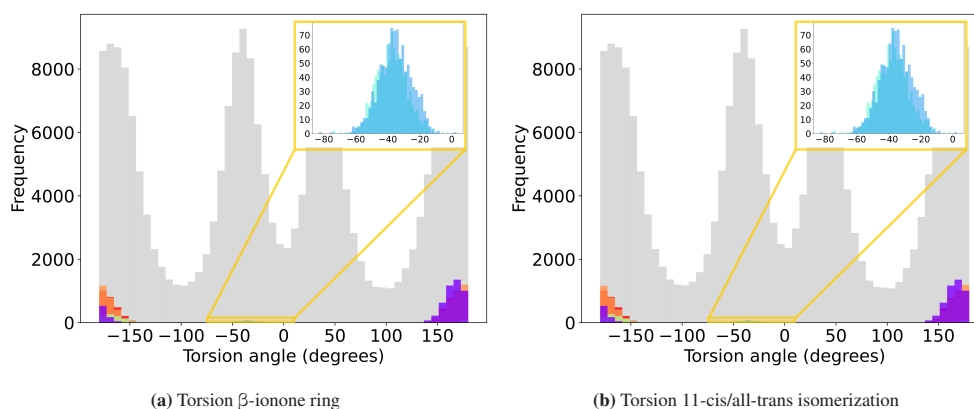 Frequency
8000
6000
4000
2000
0
−150 −100 −50 0 50 100 150
Torsion angle (degrees)
70
60
50
40
30
20
10
0
−80 −60 −40 −20 0
(a) Torsion β-ionone ring
Frequency
8000
6000
4000
2000
0
−150 −100 −50 0 50 100 150
Torsion angle (degrees)
70
60
50
40
30
20
10
0
−80 −60 −40 −20 0
(b) Torsion 11-cis/all-trans isomerization